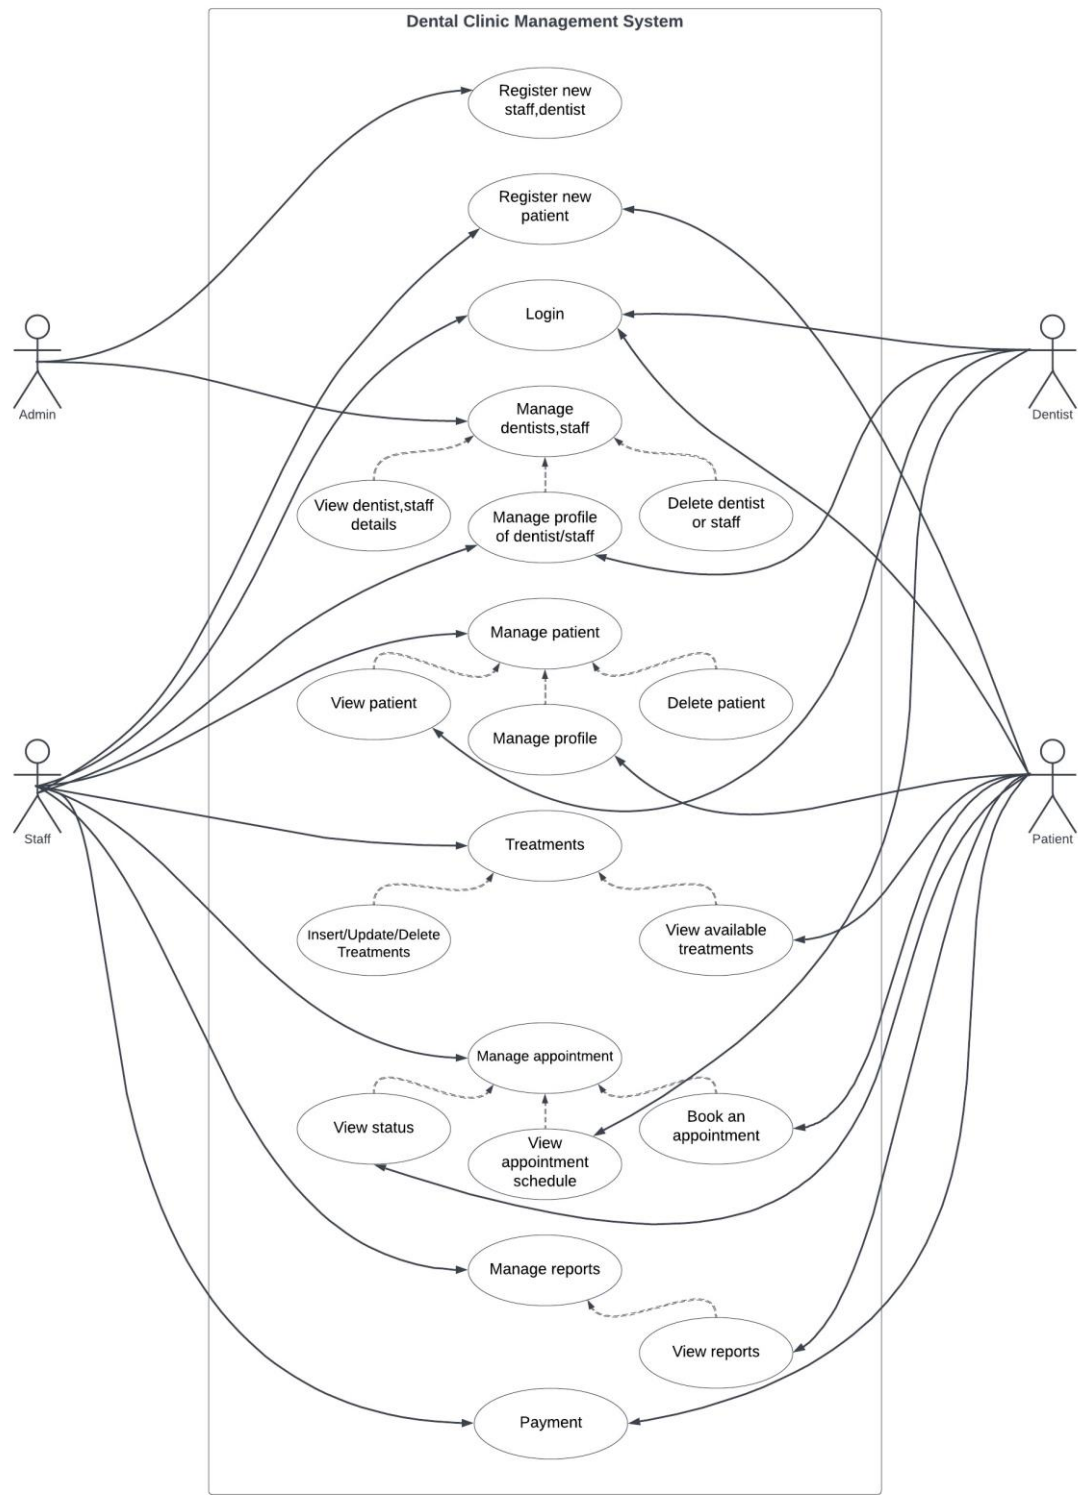 Dental Clinic Management System
Register new
staff,dentist
Register new
patient
Login
Admin
Dentist
Manage
dentists,staff
View dentist,staff
details
Manage profile
of dentist/staff
Delete dentist
or staff
Manage patient
View patient
Delete patient
Manage profile
Staff
Patient
Treatments
Insert/Update/Delete
Treatments
View available
treatments
Manage appointment
View status
View
appointment
schedule
Book an
appointment
Manage reports
View reports
Payment